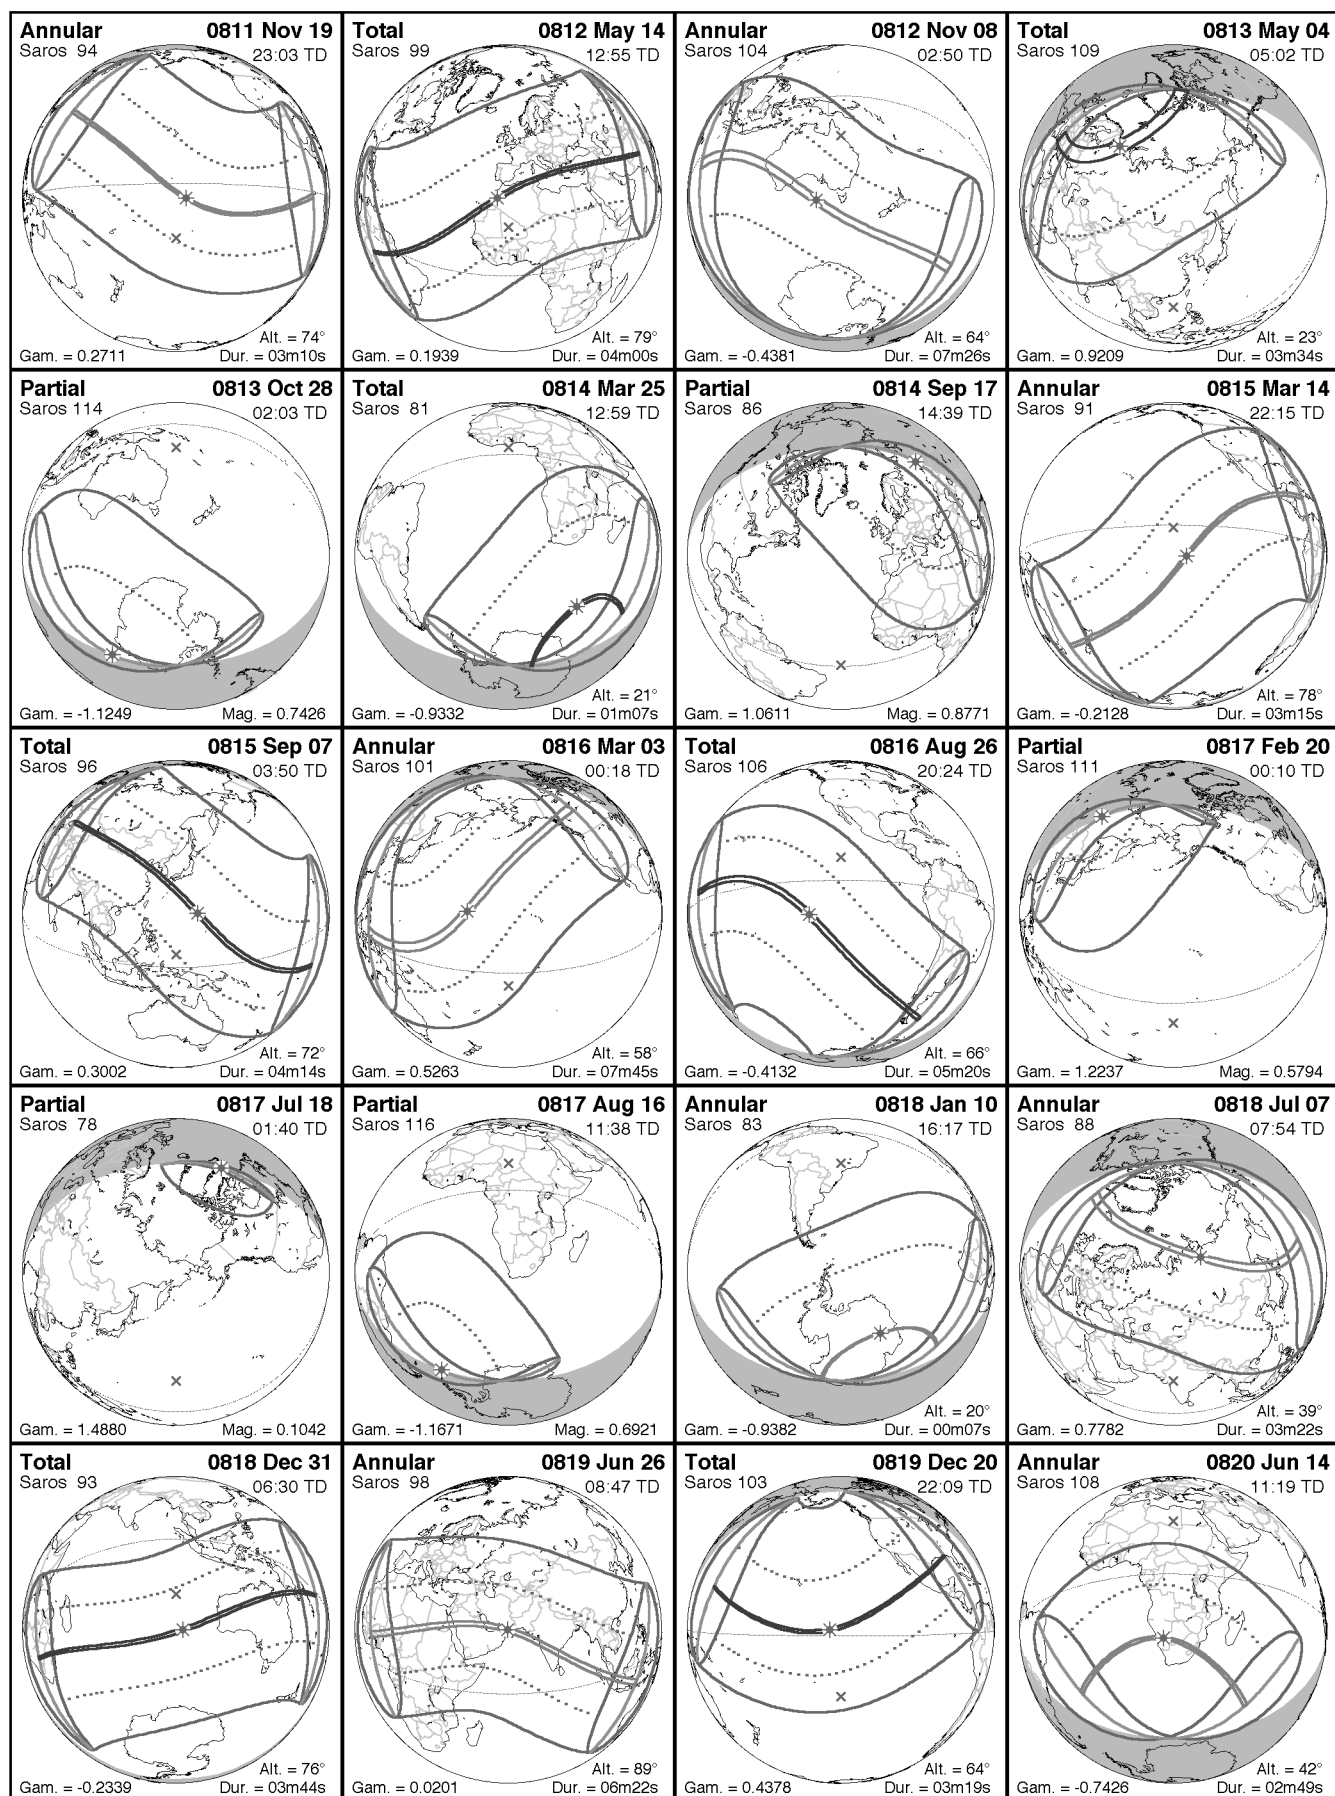 Annular 0811 Nov 19
Saros 94 23:03 TD
Alt. = 74°
Gam. = 0.2711 Dur. = 03m10s
Total 0812 May 14
Saros 99 12:55 TD
Alt. = 79°
Gam. = 0.1939 Dur. = 04m00s
Annular 0812 Nov 08
Saros 104 02:50 TD
Alt. = 64°
Gam. = -0.4381 Dur. = 07m26s
Total 0813 May 04
Saros 109 05:02 TD
Alt. = 23°
Gam. = 0.9209 Dur. = 03m34s
Partial 0813 Oct 28
Saros 114 02:03 TD
Gam. = -1.1249 Mag. = 0.7426
Total 0814 Mar 25
Saros 81 12:59 TD
Alt. = 21°
Gam. = -0.9332 Dur. = 01m07s
Partial 0814 Sep 17
Saros 86 14:39 TD
Gam. = 1.0611 Mag. = 0.8771
Annular 0815 Mar 14
Saros 91 22:15 TD
Alt. = 78°
Gam. = -0.2128 Dur. = 03m15s
Total 0815 Sep 07
Saros 96 03:50 TD
Alt. = 72°
Gam. = 0.3002 Dur. = 04m14s
Annular 0816 Mar 03
Saros 101 00:18 TD
Alt. = 58°
Gam. = 0.5263 Dur. = 07m45s
Total 0816 Aug 26
Saros 106 20:24 TD
Alt. = 66°
Gam. = -0.4132 Dur. = 05m20s
Partial 0817 Feb 20
Saros 111 00:10 TD
Gam. = 1.2237 Mag. = 0.5794
Partial 0817 Jul 18
Saros 78 01:40 TD
Gam. = 1.4880 Mag. = 0.1042
Partial 0817 Aug 16
Saros 116 11:38 TD
Gam. = -1.1671 Mag. = 0.6921
Annular 0818 Jan 10
Saros 83 16:17 TD
Alt. = 20°
Gam. = -0.9382 Dur. = 00m07s
Annular 0818 Jul 07
Saros 88 07:54 TD
Alt. = 39°
Gam. = 0.7782 Dur. = 03m22s
Total 0818 Dec 31
Saros 93 06:30 TD
Alt. = 76°
Gam. = -0.2339 Dur. = 03m44s
Annular 0819 Jun 26
Saros 98 08:47 TD
Alt. = 89°
Gam. = 0.0201 Dur. = 06m22s
Total 0819 Dec 20
Saros 103 22:09 TD
Alt. = 64°
Gam. = 0.4378 Dur. = 03m19s
Annular 0820 Jun 14
Saros 108 11:19 TD
Alt. = 42°
Gam. = -0.7426 Dur. = 02m49s